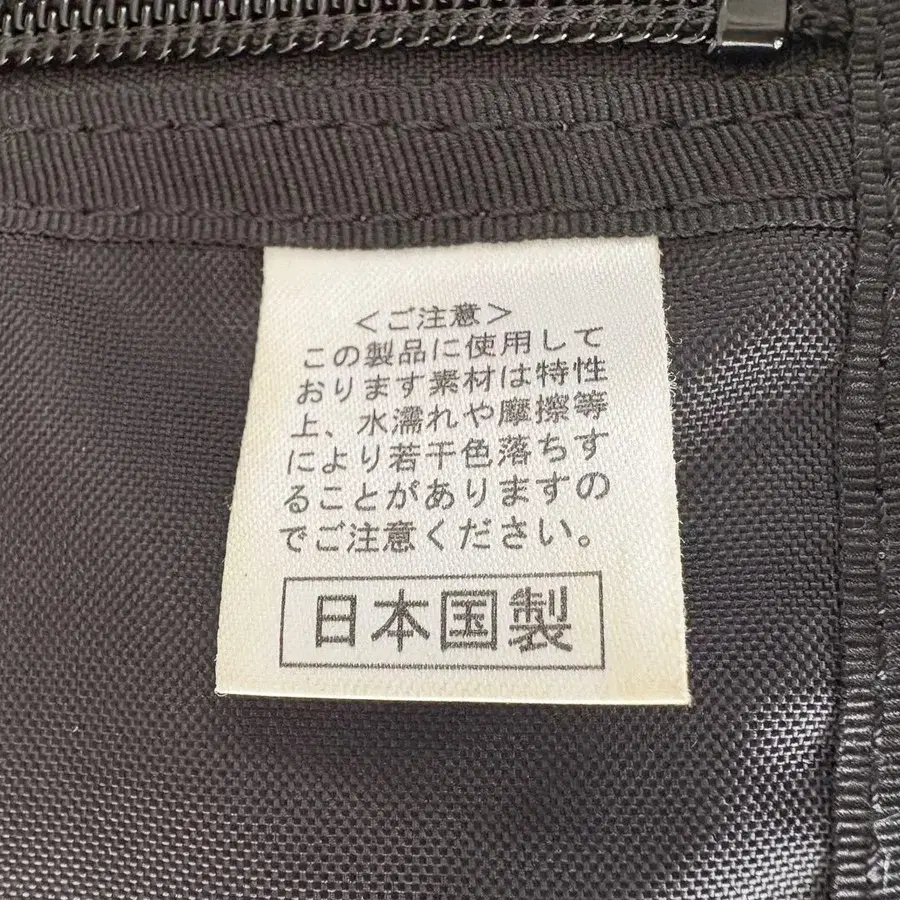 ＜ご注意＞
この製品に使用して
おります素材は特性
上、水濡れや摩擦等
により若干色落ちす
ることがありますの
でご注意ください。
日本国製